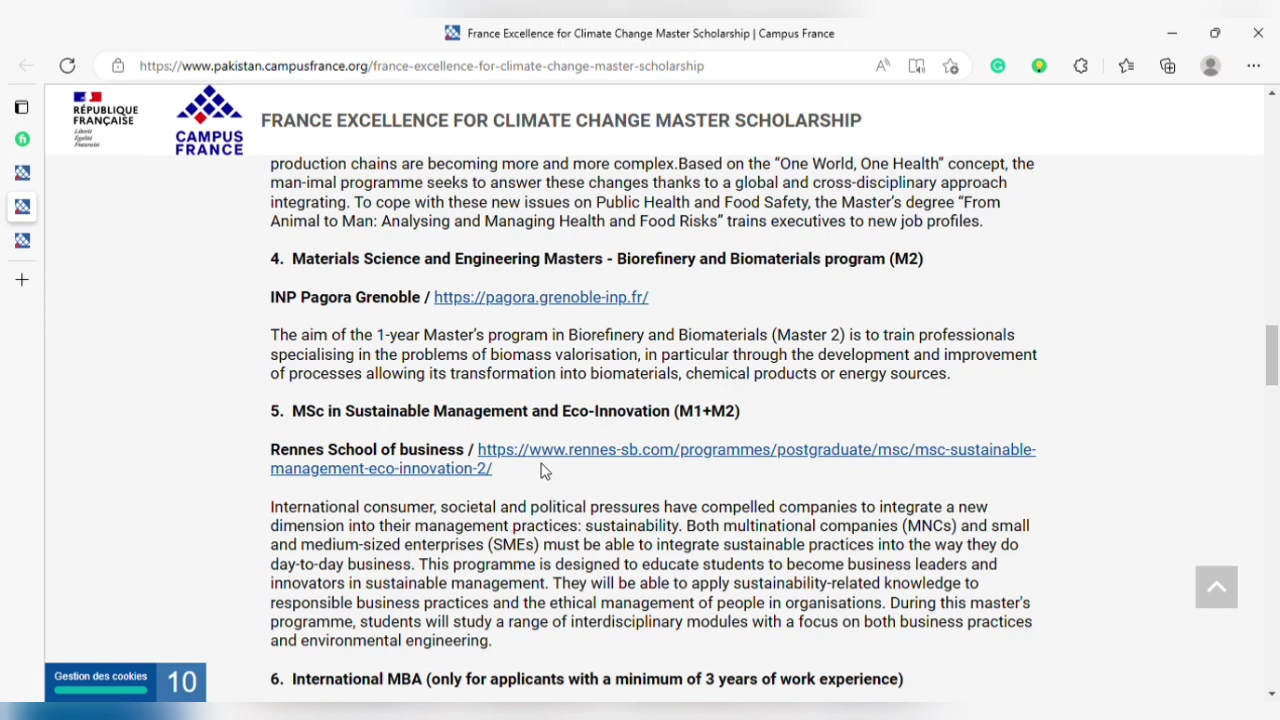 France Excellence for Climate Change Master Scholarship | Campus France
https://www.pakistan.campusfrance.org/france-excellence-for-climate-change-master-scholarship
RÉPUBLIQUE
FRANÇAISE
Liberté
Égalité
Fraternité
CAMPUS
FRANCE
FRANCE EXCELLENCE FOR CLIMATE CHANGE MASTER SCHOLARSHIP
production chains are becoming more and more complex.Based on the “One World, One Health” concept, the
man-imal programme seeks to answer these changes thanks to a global and cross-disciplinary approach
integrating. To cope with these new issues on Public Health and Food Safety, the Master’s degree “From
Animal to Man: Analysing and Managing Health and Food Risks” trains executives to new job profiles.
4. Materials Science and Engineering Masters - Biorefinery and Biomaterials program (M2)
INP Pagora Grenoble / https://pagora.grenoble-inp.fr/
The aim of the 1-year Master’s program in Biorefinery and Biomaterials (Master 2) is to train professionals
specialising in the problems of biomass valorisation, in particular through the development and improvement
of processes allowing its transformation into biomaterials, chemical products or energy sources.
5. MSc in Sustainable Management and Eco-Innovation (M1+M2)
Rennes School of business / https://www.rennes-sb.com/programmes/postgraduate/msc/msc-sustainable-
management-eco-innovation-2/
International consumer, societal and political pressures have compelled companies to integrate a new
dimension into their management practices: sustainability. Both multinational companies (MNCs) and small
and medium-sized enterprises (SMEs) must be able to integrate sustainable practices into the way they do
day-to-day business. This programme is designed to educate students to become business leaders and
innovators in sustainable management. They will be able to apply sustainability-related knowledge to
responsible business practices and the ethical management of people in organisations. During this master's
programme, students will study a range of interdisciplinary modules with a focus on both business practices
and environmental engineering.
Gestion des cookies 10
6. International MBA (only for applicants with a minimum of 3 years of work experience)